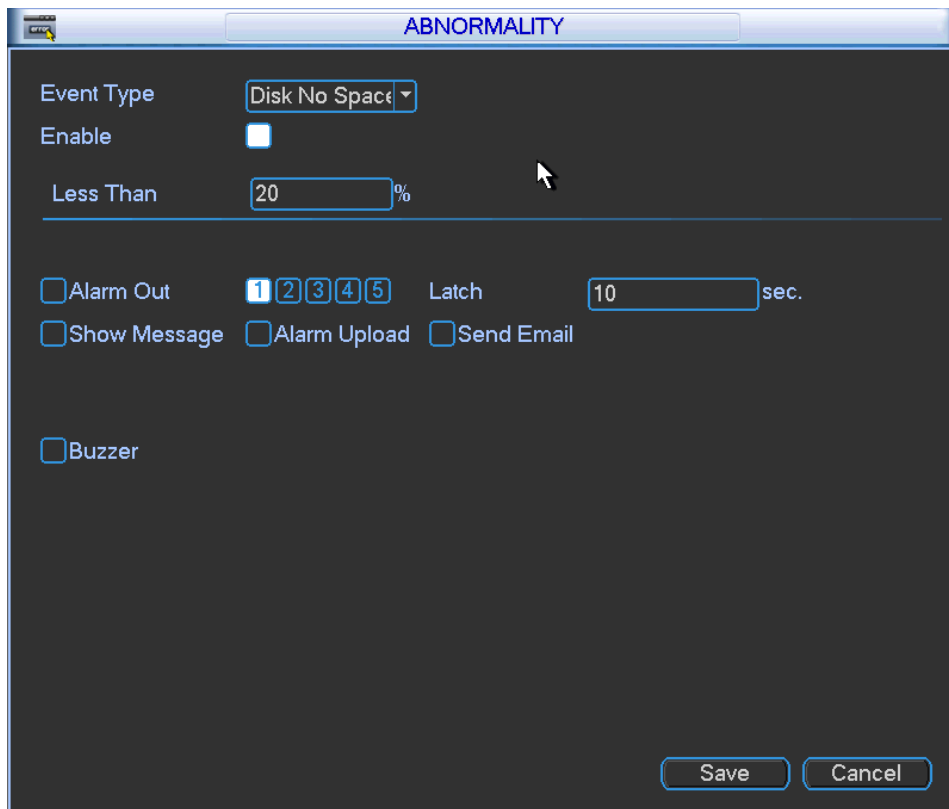 ABNORMALITY
Event Type Disk No Space
Enable
Less Than 20 %
Alarm Out 1 2 3 4 5 Latch 10 sec.
Show Message Alarm Upload Send Email
Buzzer
Save Cancel